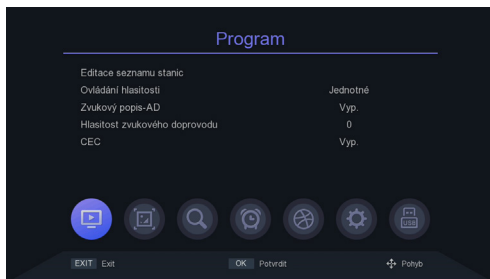 Program
Editace seznamu stanic
Ovládání hlasitosti Jednotné
Zvukový popis-AD Vyp.
Hlasitost zvukového doprovodu 0
CEC Vyp.
USB
EXIT Exit OK Potvrdit Pohyb